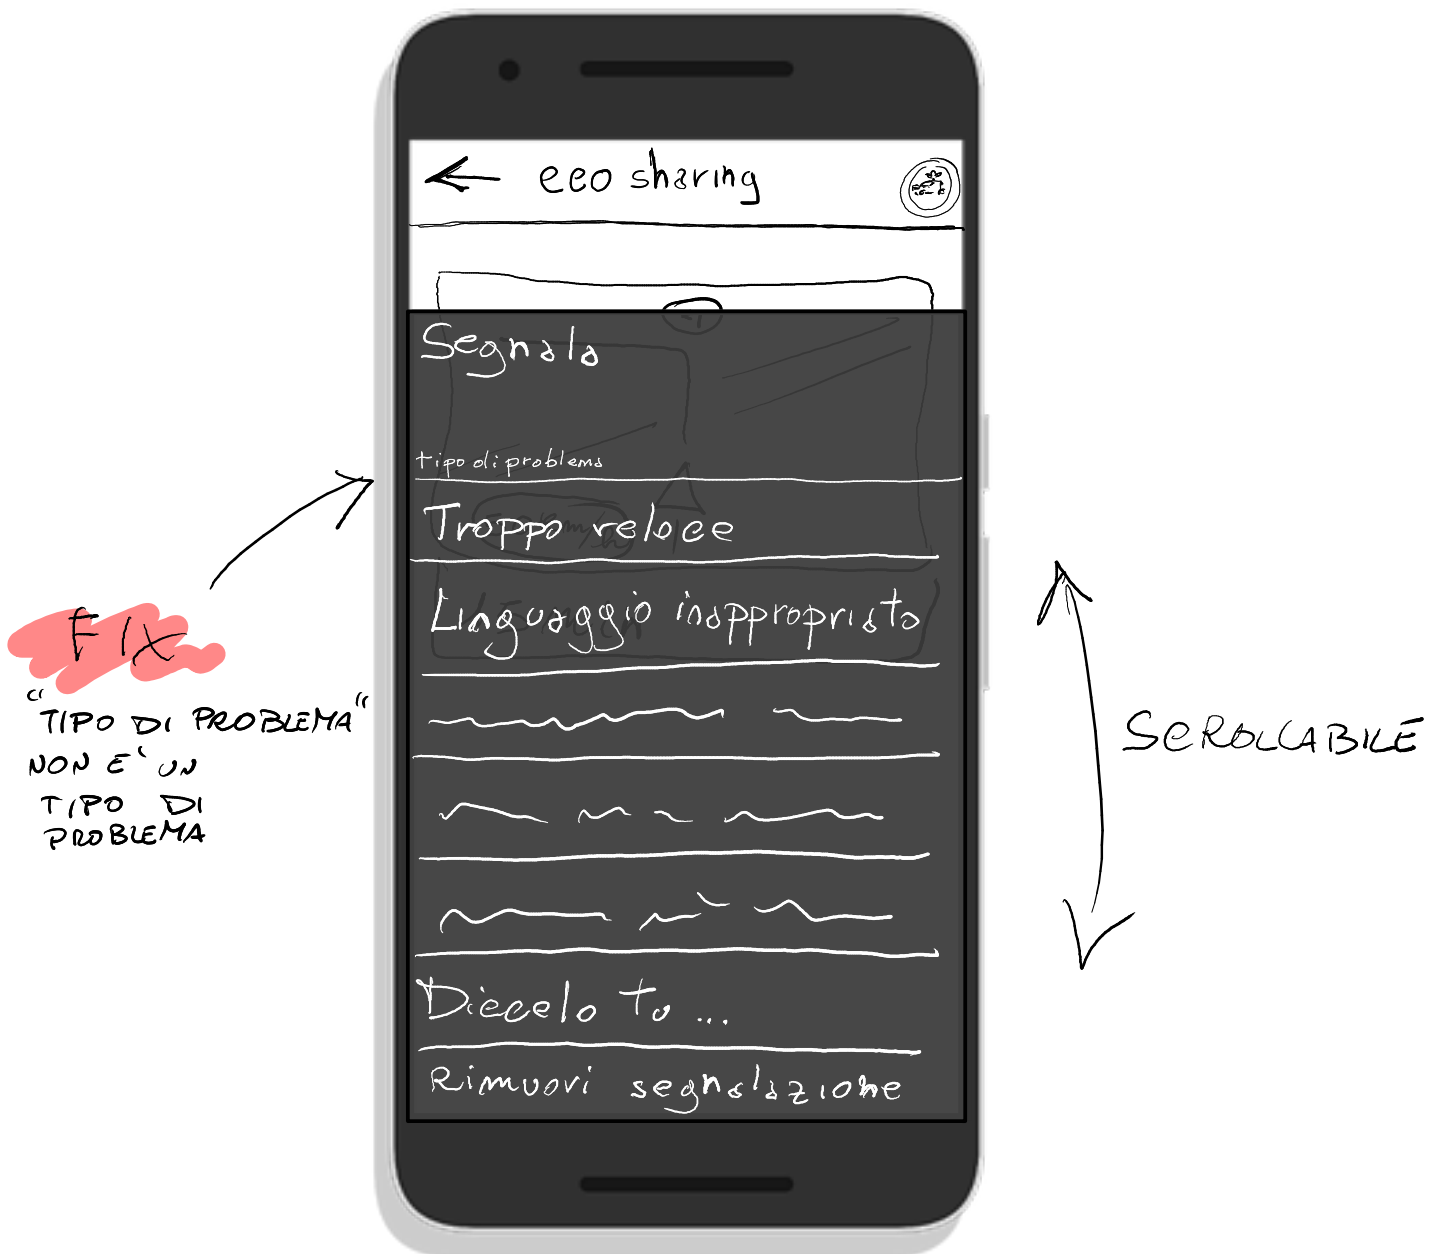 eco sharing
-1
Segnala
tipo di problema
Troppo veloce
Linguaggio inappropriato
Diccelo tu ...
Rimuovi segnalazione
FIX
"TIPO DI PROBLEMA"
NON E' UN
TIPO DI
PROBLEMA
SCROLLABILE